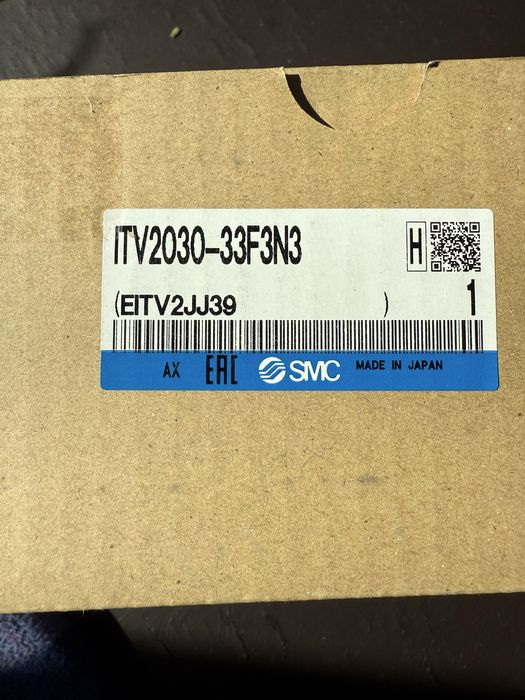 ITV2030-33F3N3
H
(EITV2JJ39 )
1
AX EAC SMC MADE IN JAPAN